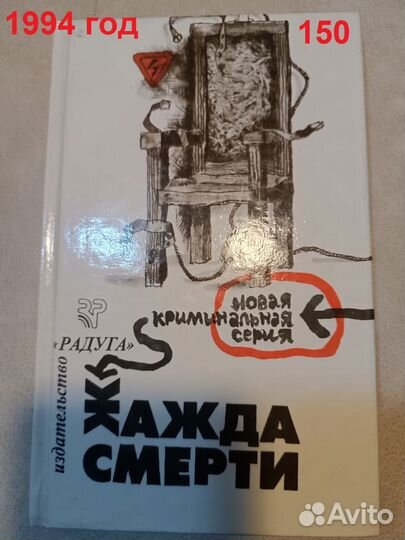 1994 год
150
новая
криминальная
серия
издательство «РАДУГА»
ЖАЖДА
СМЕРТИ
Avito